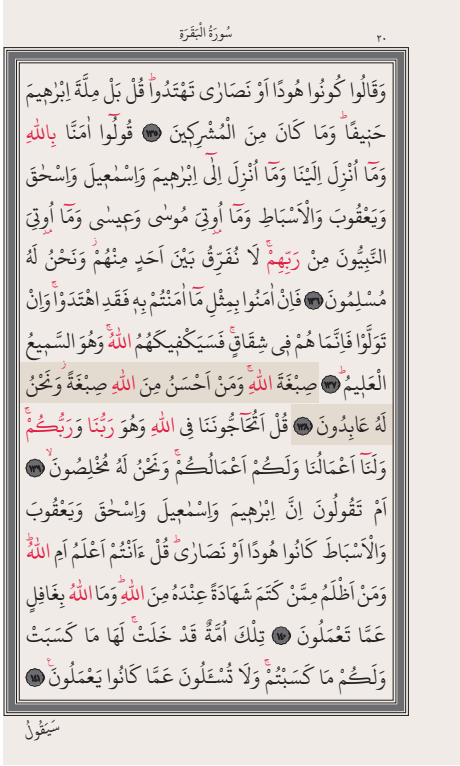 سُورَةُ الْبَقَرَةِ ٢٠
وَقَالُوا كُونُوا هُودًا اَوْ نَصَارٰى تَهْتَدُواۜ قُلْ بَلْ مِلَّةَ اِبْرٰه۪يمَ
حَن۪يفًاۜ وَمَا كَانَ مِنَ الْمُشْرِك۪ينَ ﴿١٣٥﴾ قُولُٓوا اٰمَنَّا بِاللّٰهِ
وَمَٓا اُنْزِلَ اِلَيْنَا وَمَٓا اُنْزِلَ اِلٰٓى اِبْرٰه۪يمَ وَاِسْمٰع۪يلَ وَاِسْحٰقَ
وَيَعْقُوبَ وَالْاَسْبَاطِ وَمَٓا اُو۫تِيَ مُوسٰى وَع۪يسٰى وَمَٓا اُو۫تِيَ
النَّبِيُّونَ مِنْ رَبِّهِمْۚ لَا نُفَرِّقُ بَيْنَ اَحَدٍ مِنْهُمْۘ وَنَحْنُ لَهُ
مُسْلِمُونَ ﴿١٣٦﴾ فَاِنْ اٰمَنُوا بِمِثْلِ مَٓا اٰمَنْتُمْ بِه۪ فَقَدِ اهْتَدَوْاۚ وَاِنْ
تَوَلَّوْا فَاِنَّمَا هُمْ ف۪ي شِقَاقٍۚ فَسَيَكْف۪يكَهُمُ اللّٰهُۚ وَهُوَ السَّم۪يعُ
الْعَل۪يمُۜ ﴿١٣٧﴾ صِبْغَةَ اللّٰهِۚ وَمَنْ اَحْسَنُ مِنَ اللّٰهِ صِبْغَةًۘ وَنَحْنُ
لَهُ عَابِدُونَ ﴿١٣٨﴾ قُلْ اَتُحَٓاجُّونَنَا فِي اللّٰهِ وَهُوَ رَبُّنَا وَرَبُّكُمْۚ
وَلَنَٓا اَعْمَالُنَا وَلَكُمْ اَعْمَالُكُمْۚ وَنَحْنُ لَهُ مُخْلِصُونَۙ ﴿١٣٩﴾
اَمْ تَقُولُونَ اِنَّ اِبْرٰه۪يمَ وَاِسْمٰع۪يلَ وَاِسْحٰقَ وَيَعْقُوبَ
وَالْاَسْبَاطَ كَانُوا هُودًا اَوْ نَصَارٰىۜ قُلْ ءَاَنْتُمْ اَعْلَمُ اَمِ اللّٰهُۜ
وَمَنْ اَظْلَمُ مِمَّنْ كَتَمَ شَهَادَةً عِنْدَهُ مِنَ اللّٰهِۜ وَمَا اللّٰهُ بِغَافِلٍ
عَمَّا تَعْمَلُونَ ﴿١٤٠﴾ تِلْكَ اُمَّةٌ قَدْ خَلَتْۚ لَهَا مَا كَسَبَتْ
وَلَكُمْ مَا كَسَبْتُمْۚ وَلَا تُسْـَٔلُونَ عَمَّا كَانُوا يَعْمَلُونَ۟ ﴿١٤١﴾
سَيَقُولُ